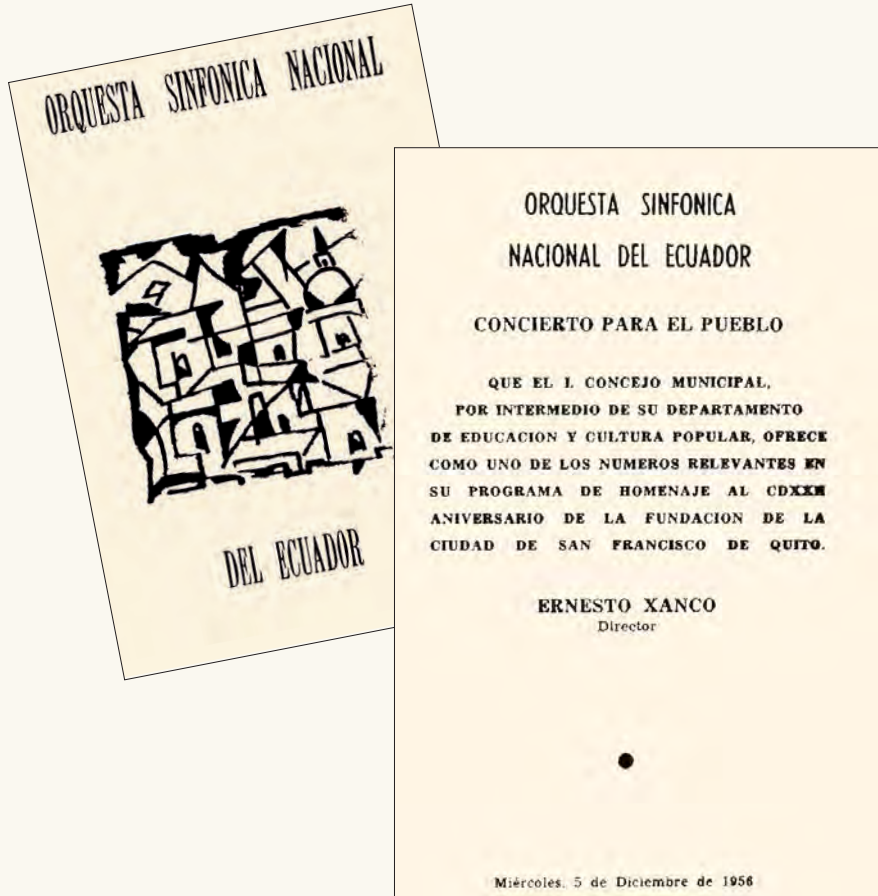 ORQUESTA SINFONICA NACIONAL
DEL ECUADOR
ORQUESTA SINFONICA
NACIONAL DEL ECUADOR
CONCIERTO PARA EL PUEBLO
QUE EL I. CONCEJO MUNICIPAL,
POR INTERMEDIO DE SU DEPARTAMENTO
DE EDUCACION Y CULTURA POPULAR, OFRECE
COMO UNO DE LOS NUMEROS RELEVANTES EN
SU PROGRAMA DE HOMENAJE AL CDXXII
ANIVERSARIO DE LA FUNDACION DE LA
CIUDAD DE SAN FRANCISCO DE QUITO.
ERNESTO XANCO
Director
Miércoles, 5 de Diciembre de 1956